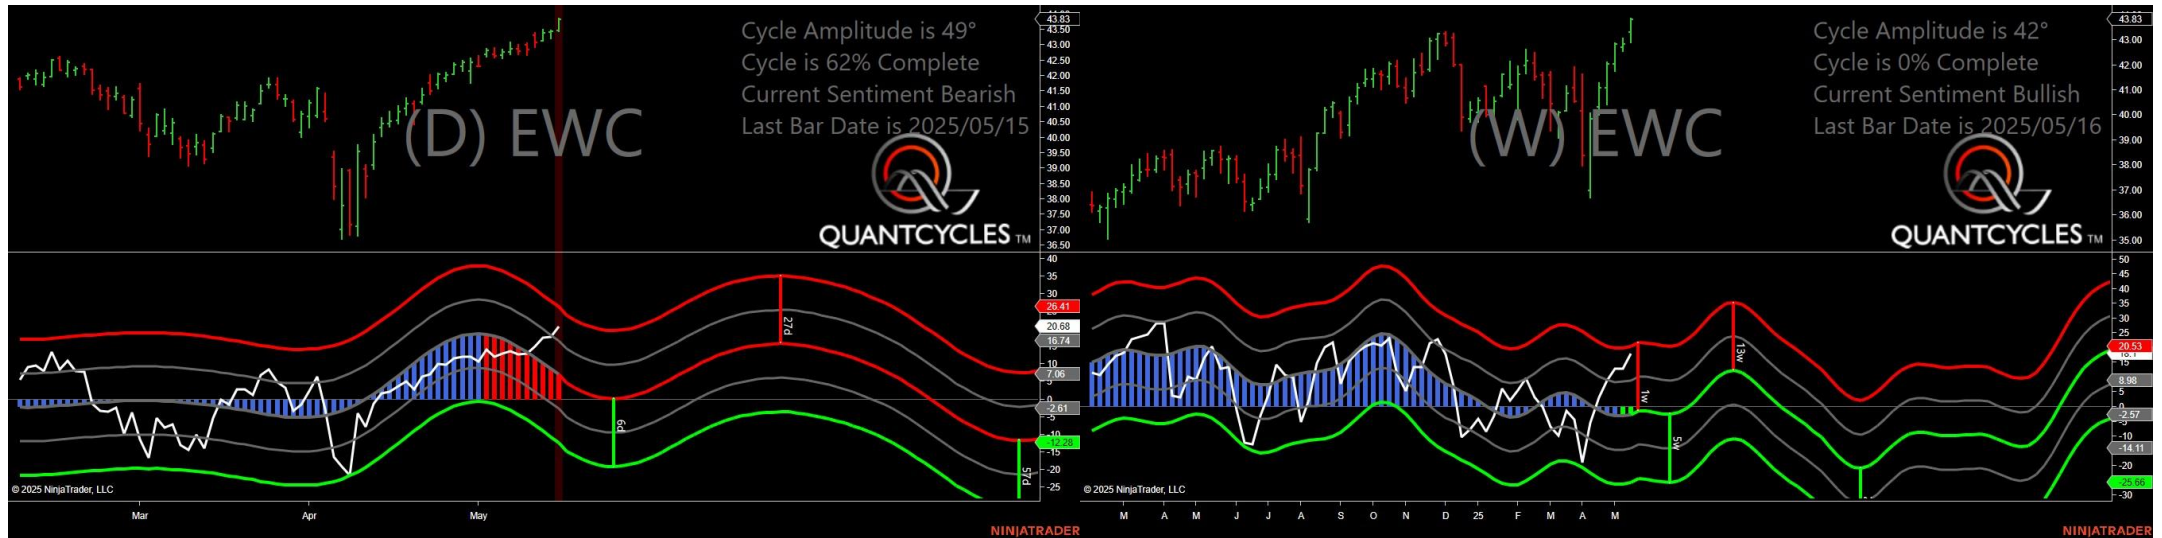 Cycle Amplitude is 49°
Cycle is 62% Complete
Current Sentiment Bearish
Last Bar Date is 2025/05/15
(D) EWC
QUANTCYCLES TM
43.83
43.50
43.00
42.50
42.00
41.50
41.00
40.50
40.00
39.50
39.00
38.50
38.00
37.50
37.00
36.50
40
35
30
26.41
20.68
16.74
10
7.06
-2.61
-12.28
-15
-20
-25
27d
6d
57d
© 2025 NinjaTrader, LLC
Mar Apr May
NINJATRADER
Cycle Amplitude is 42°
Cycle is 0% Complete
Current Sentiment Bullish
Last Bar Date is 2025/05/16
(W) EWC
QUANTCYCLES TM
43.83
43.00
42.00
41.00
40.00
39.00
38.00
37.00
36.00
35.00
50
45
40
35
30
25
20.53
15
8.98
5
-2.57
-10
-14.11
-20
-25.66
-30
1w
5w
13w
© 2025 NinjaTrader, LLC
M A M J J A S O N D 25 F M A M
NINJATRADER